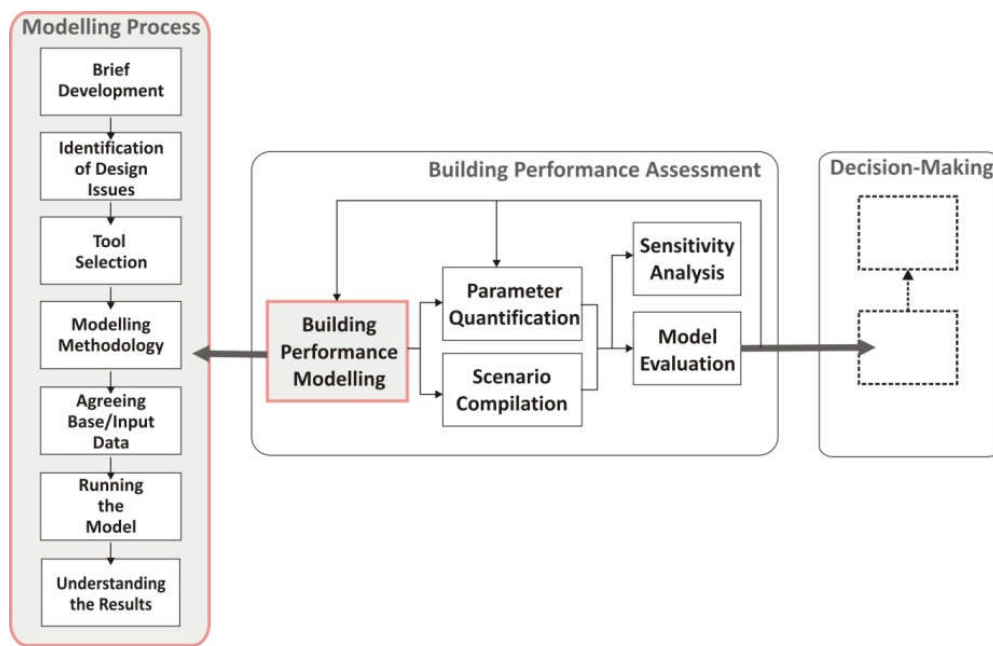 Modelling Process
Brief
Development
Identification
of Design
Issues
Tool
Selection
Modelling
Methodology
Agreeing
Base/Input
Data
Running
the
Model
Understanding
the Results
Building Performance Assessment
Building
Performance
Modelling
Parameter
Quantification
Scenario
Compilation
Sensitivity
Analysis
Model
Evaluation
Decision-Making